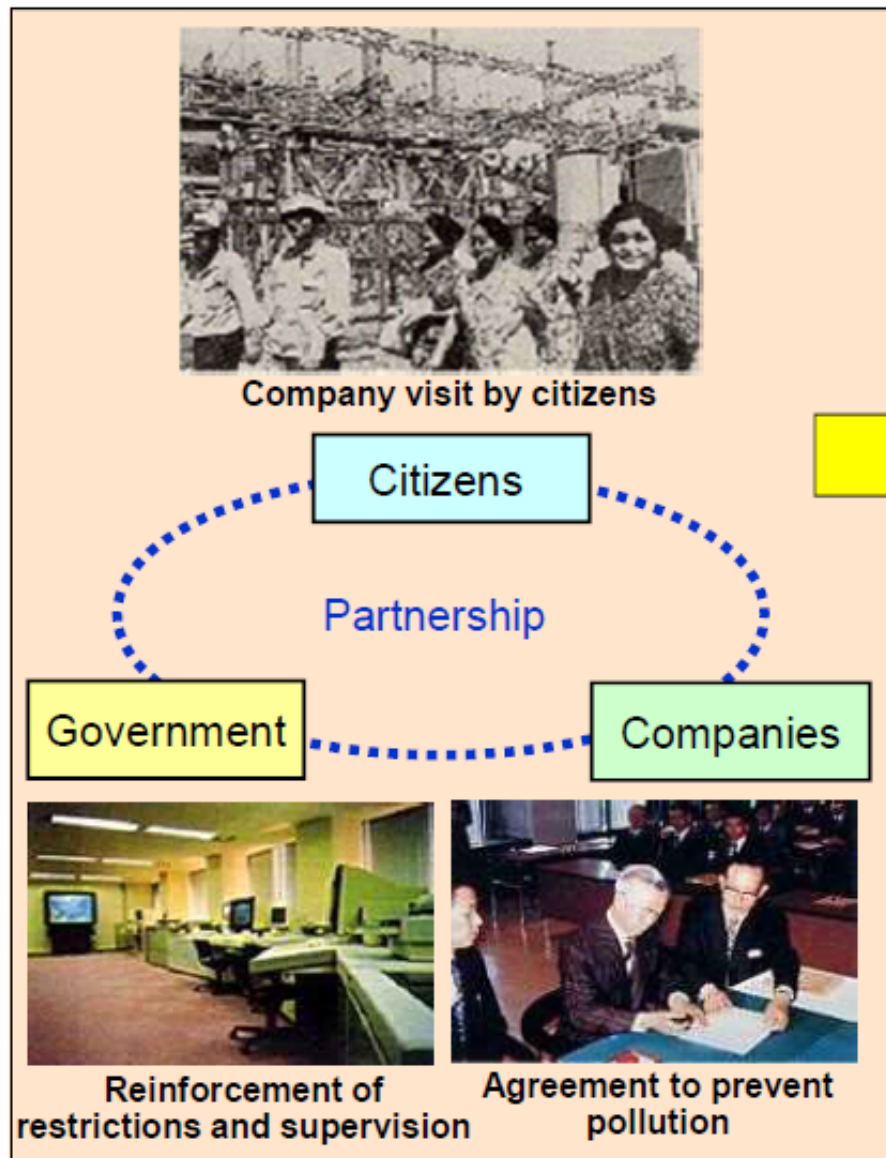 Company visit by citizens
Citizens
Partnership
Government
Companies
Reinforcement of
restrictions and supervision
Agreement to prevent
pollution